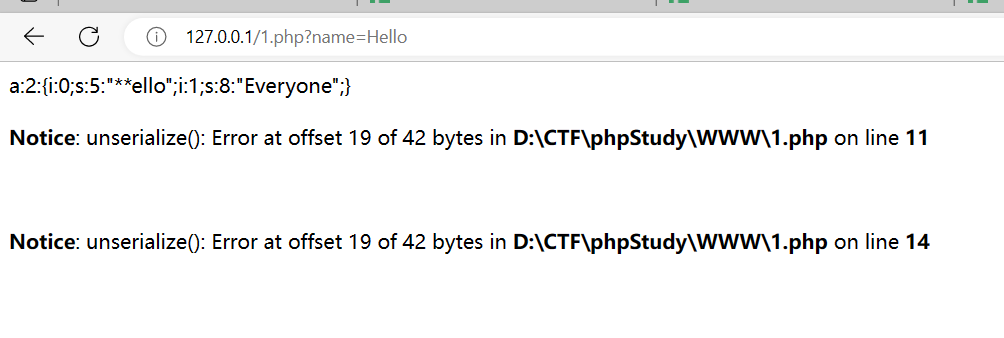 127.0.0.1/1.php?name=Hello
a:2:{i:0;s:5:"**ello";i:1;s:8:"Everyone";}
Notice: unserialize(): Error at offset 19 of 42 bytes in D:\CTF\phpStudy\WWW\1.php on line 11
Notice: unserialize(): Error at offset 19 of 42 bytes in D:\CTF\phpStudy\WWW\1.php on line 14